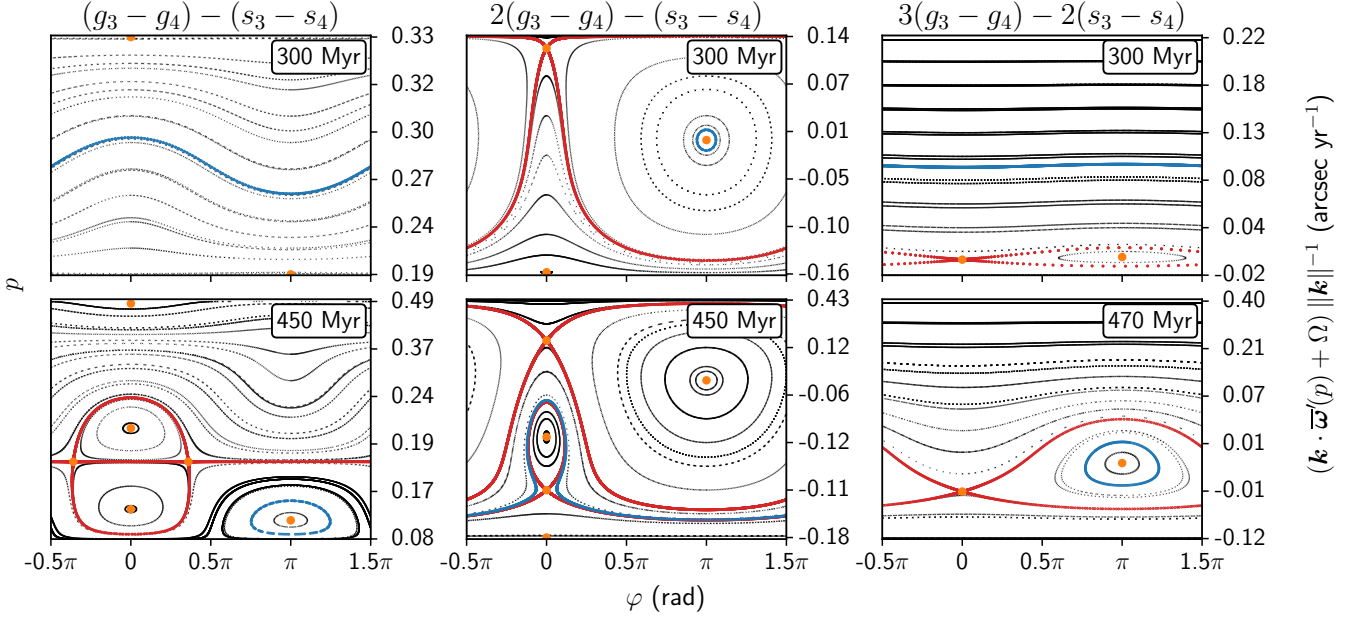 (g₃ − g₄) − (s₃ − s₄)
2(g₃ − g₄) − (s₃ − s₄)
3(g₃ − g₄) − 2(s₃ − s₄)
300 Myr
0.33
0.30
0.27
0.22
0.19
300 Myr
0.14
0.07
0.01
-0.05
-0.10
-0.16
300 Myr
0.22
0.18
0.13
0.08
0.04
-0.02
p
450 Myr
0.49
0.37
0.24
0.19
0.17
0.08
450 Myr
0.43
0.12
-0.06
-0.12
-0.11
-0.18
470 Myr
0.40
0.21
0.07
0.01
-0.01
-0.12
(k · ω̄′(p) + Ω) ‖k‖⁻¹ (arcsec yr⁻¹)
-0.5π 0 0.5π π 1.5π
-0.5π 0 0.5π π 1.5π
-0.5π 0 0.5π π 1.5π
φ (rad)